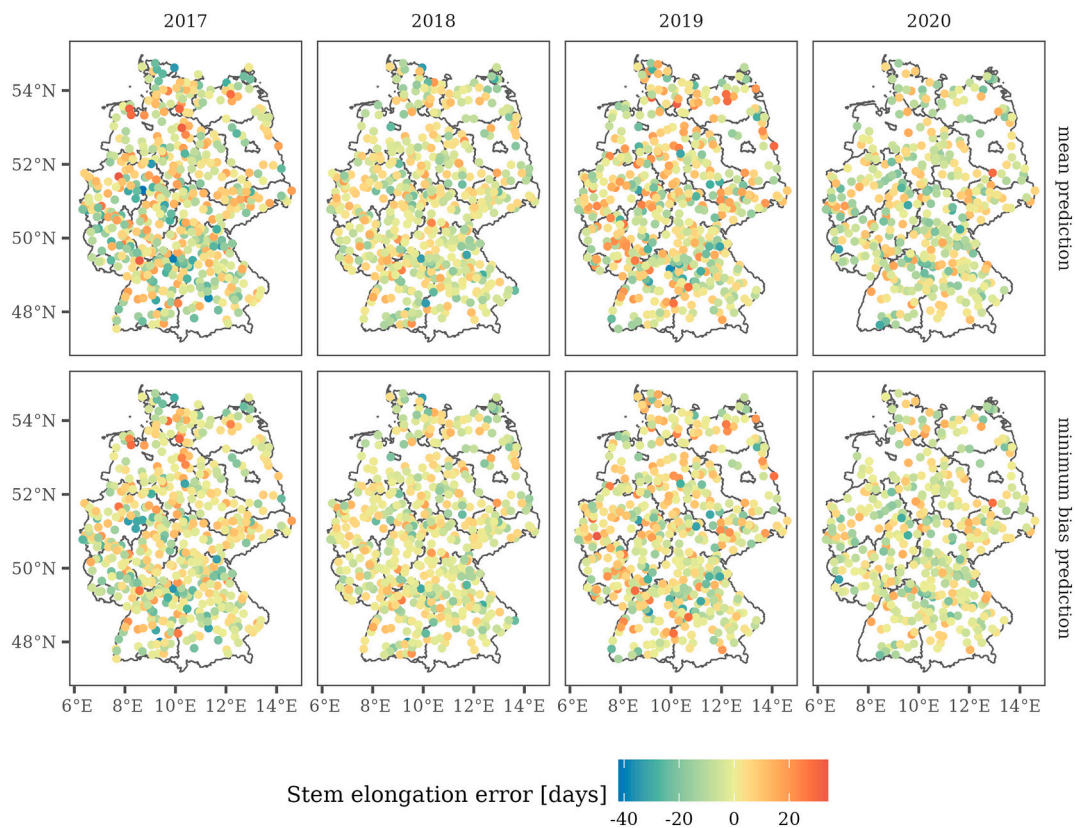 2017 2018 2019 2020
54°N
52°N
50°N
48°N
mean prediction
54°N
52°N
50°N
48°N
minimum bias prediction
6°E 8°E 10°E 12°E 14°E 6°E 8°E 10°E 12°E 14°E 6°E 8°E 10°E 12°E 14°E 6°E 8°E 10°E 12°E 14°E
Stem elongation error [days]
-40 -20 0 20